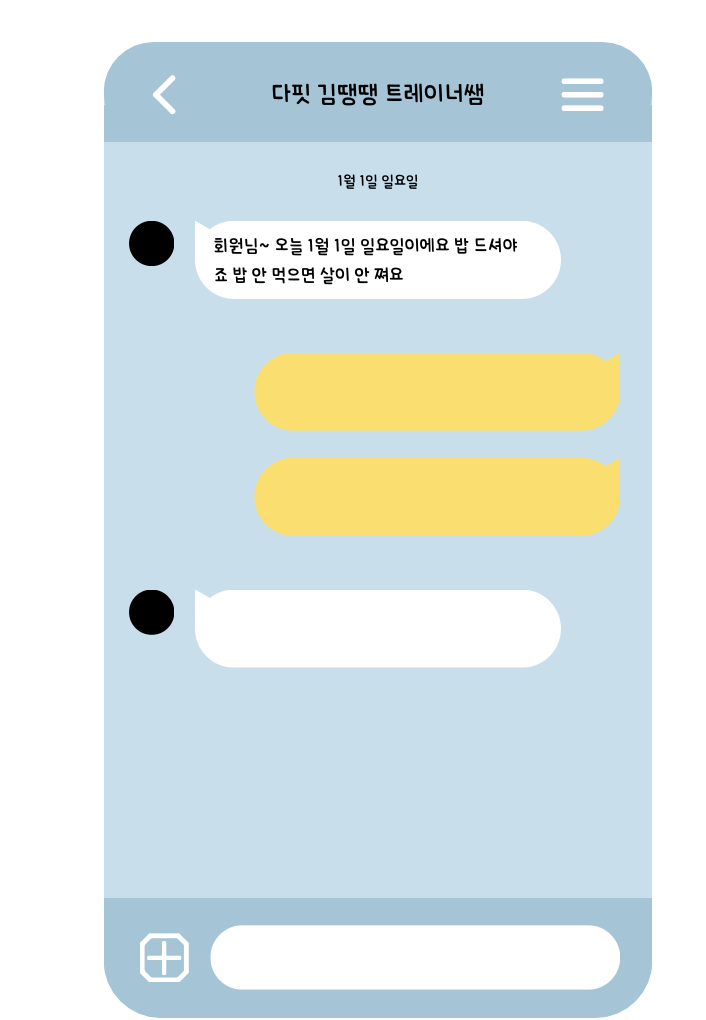 다핏 김땡땡 트레이너쌤
1월 1일 일요일
회원님~ 오늘 1월 1일 일요일이에요 밥 드셔야
죠 밥 안 먹으면 살이 안 쪄요